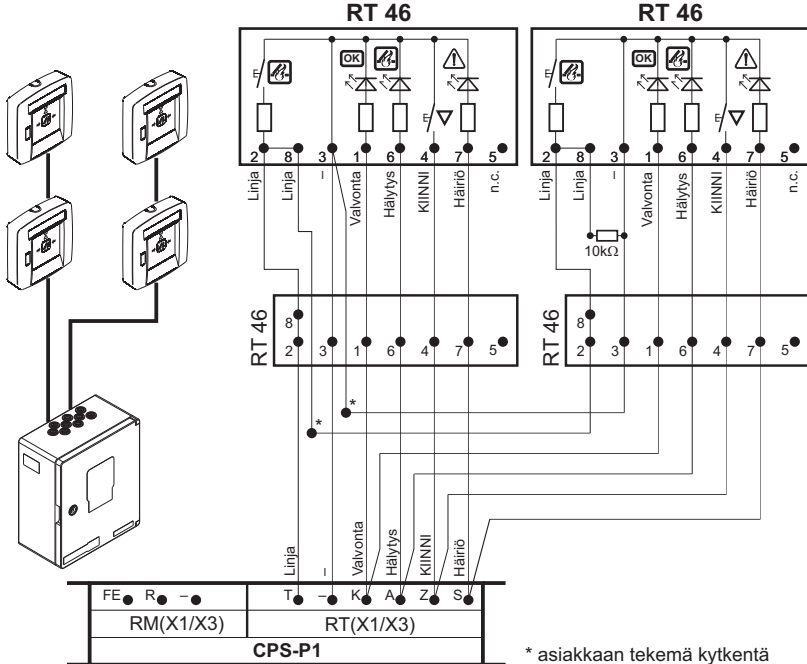 RT 46
RT 46
OK
E
E
OK
E
E
2 8 3 1 6 4 7 5
2 8 3 1 6 4 7 5
Linja
Linja
–
Valvonta
Hälytys
KIINNI
Häiriö
n.c.
Linja
Linja
–
Valvonta
Hälytys
KIINNI
Häiriö
n.c.
10kΩ
RT 46
8
2 3 1 6 4 7 5
RT 46
8
2 3 1 6 4 7 5
*
*
Linja
–
Valvonta
Hälytys
KIINNI
Häiriö
FE R –
T – K A Z S
RM(X1/X3)
RT(X1/X3)
CPS-P1
* asiakkaan tekemä kytkentä